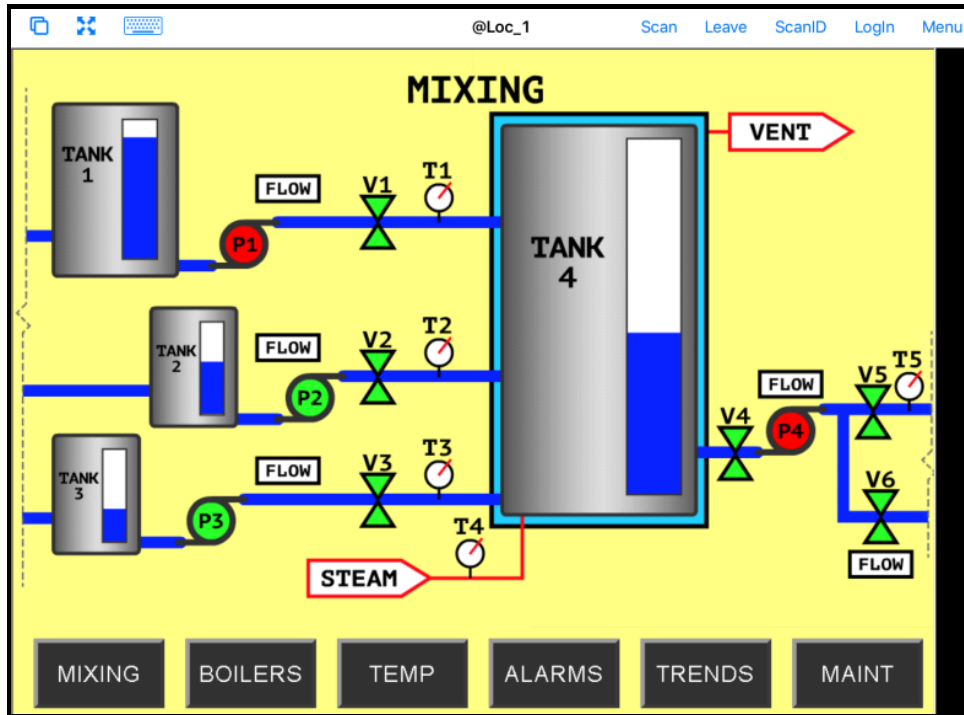 @Loc_1
Scan
Leave
ScanID
LogIn
Menu
MIXING
TANK
1
FLOW
V1
T1
P1
VENT
TANK
4
TANK
2
FLOW
V2
T2
P2
TANK
3
FLOW
V3
T3
P3
T4
STEAM
V4
FLOW
P4
V5
T5
V6
FLOW
MIXING
BOILERS
TEMP
ALARMS
TRENDS
MAINT